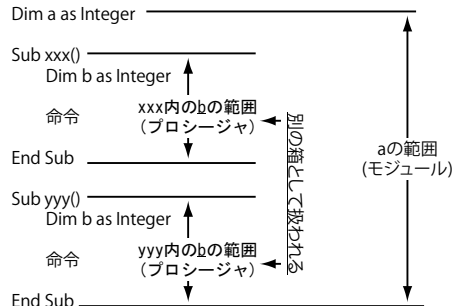 Dim a as Integer
Sub xxx()
Dim b as Integer
命令
xxx内のbの範囲
(プロシージャ)
End Sub
別の箱として扱われる
aの範囲
(モジュール)
Sub yyy()
Dim b as Integer
命令
yyy内のbの範囲
(プロシージャ)
End Sub